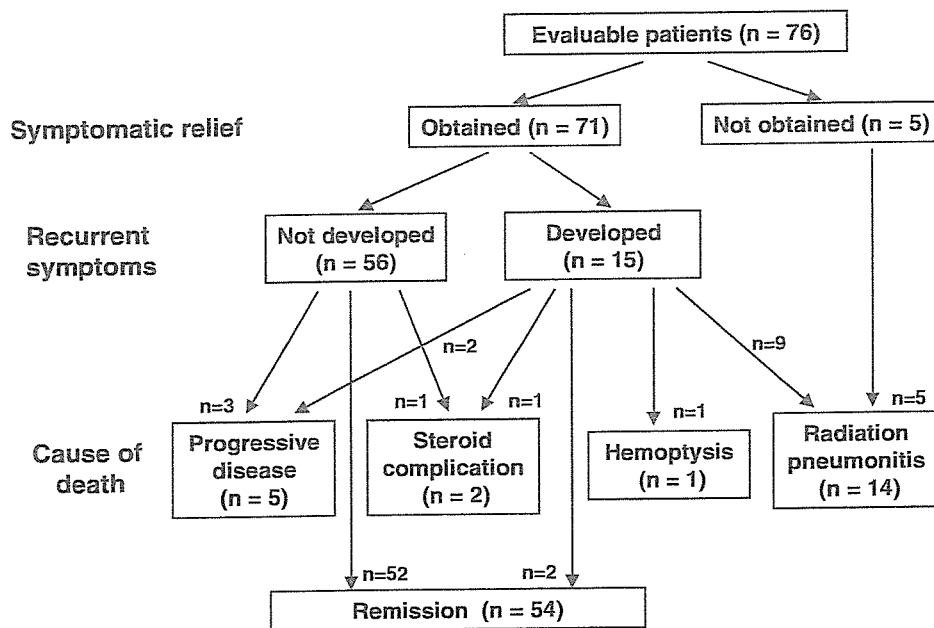 Evaluable patients (n = 76)
Symptomatic relief
Obtained (n = 71)
Not obtained (n = 5)
Recurrent
symptoms
Not developed
(n = 56)
Developed
(n = 15)
n=2
n=9
n=3
n=1
n=1
n=1
n=5
Cause of
death
Progressive
disease
(n = 5)
Steroid
complication
(n = 2)
Hemoptysis
(n = 1)
Radiation
pneumonitis
(n = 14)
n=52
n=2
Remission (n = 54)